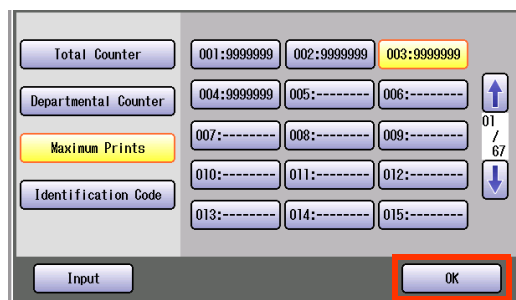 Total Counter
Departmental Counter
Maximum Prints
Identification Code
001:9999999 002:9999999 003:9999999
004:9999999 005:------- 006:-------
007:------- 008:------- 009:-------
010:------- 011:------- 012:-------
013:------- 014:------- 015:-------
01
/
67
Input
OK